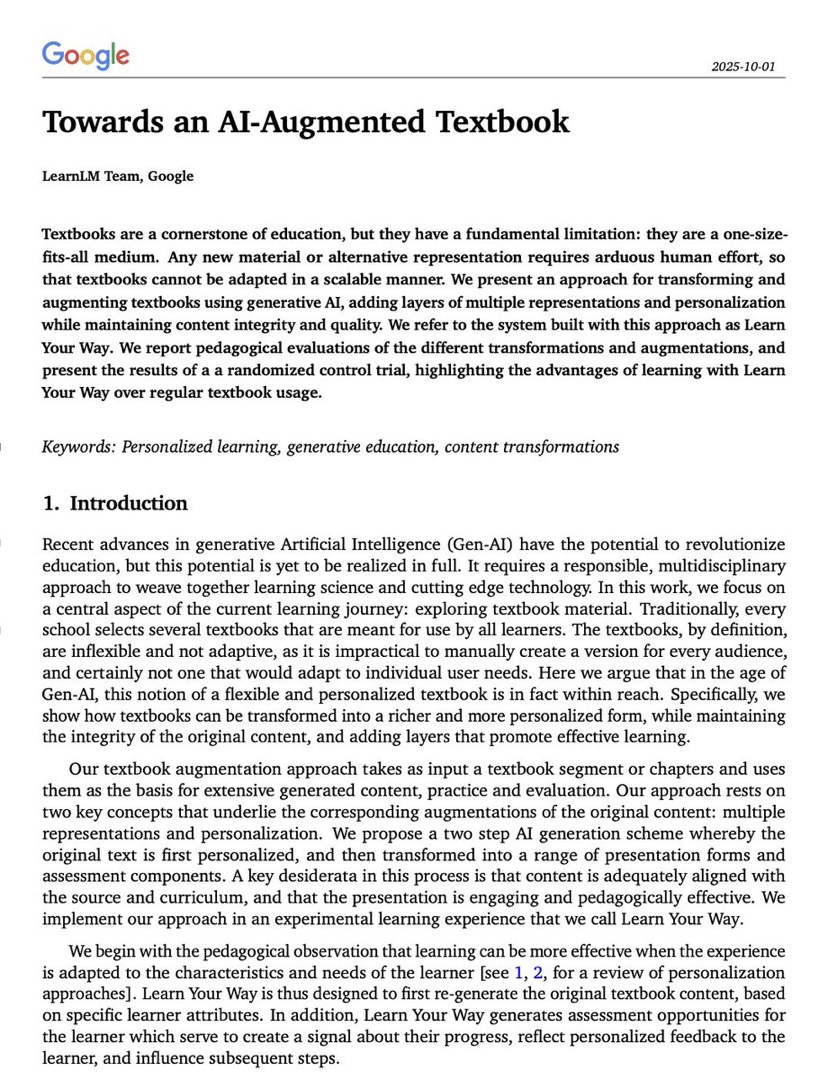 Google
2025-10-01
Towards an AI-Augmented Textbook
LearnLM Team, Google
Textbooks are a cornerstone of education, but they have a fundamental limitation: they are a one-size-
fits-all medium. Any new material or alternative representation requires arduous human effort, so
that textbooks cannot be adapted in a scalable manner. We present an approach for transforming and
augmenting textbooks using generative AI, adding layers of multiple representations and personalization
while maintaining content integrity and quality. We refer to the system built with this approach as Learn
Your Way. We report pedagogical evaluations of the different transformations and augmentations, and
present the results of a a randomized control trial, highlighting the advantages of learning with Learn
Your Way over regular textbook usage.
Keywords: Personalized learning, generative education, content transformations
1. Introduction
Recent advances in generative Artificial Intelligence (Gen-AI) have the potential to revolutionize
education, but this potential is yet to be realized in full. It requires a responsible, multidisciplinary
approach to weave together learning science and cutting edge technology. In this work, we focus on
a central aspect of the current learning journey: exploring textbook material. Traditionally, every
school selects several textbooks that are meant for use by all learners. The textbooks, by definition,
are inflexible and not adaptive, as it is impractical to manually create a version for every audience,
and certainly not one that would adapt to individual user needs. Here we argue that in the age of
Gen-AI, this notion of a flexible and personalized textbook is in fact within reach. Specifically, we
show how textbooks can be transformed into a richer and more personalized form, while maintaining
the integrity of the original content, and adding layers that promote effective learning.
Our textbook augmentation approach takes as input a textbook segment or chapters and uses
them as the basis for extensive generated content, practice and evaluation. Our approach rests on
two key concepts that underlie the corresponding augmentations of the original content: multiple
representations and personalization. We propose a two step AI generation scheme whereby the
original text is first personalized, and then transformed into a range of presentation forms and
assessment components. A key desiderata in this process is that content is adequately aligned with
the source and curriculum, and that the presentation is engaging and pedagogically effective. We
implement our approach in an experimental learning experience that we call Learn Your Way.
We begin with the pedagogical observation that learning can be more effective when the experience
is adapted to the characteristics and needs of the learner [see 1, 2, for a review of personalization
approaches]. Learn Your Way is thus designed to first re-generate the original textbook content, based
on specific learner attributes. In addition, Learn Your Way generates assessment opportunities for
the learner which serve to create a signal about their progress, reflect personalized feedback to the
learner, and influence subsequent steps.